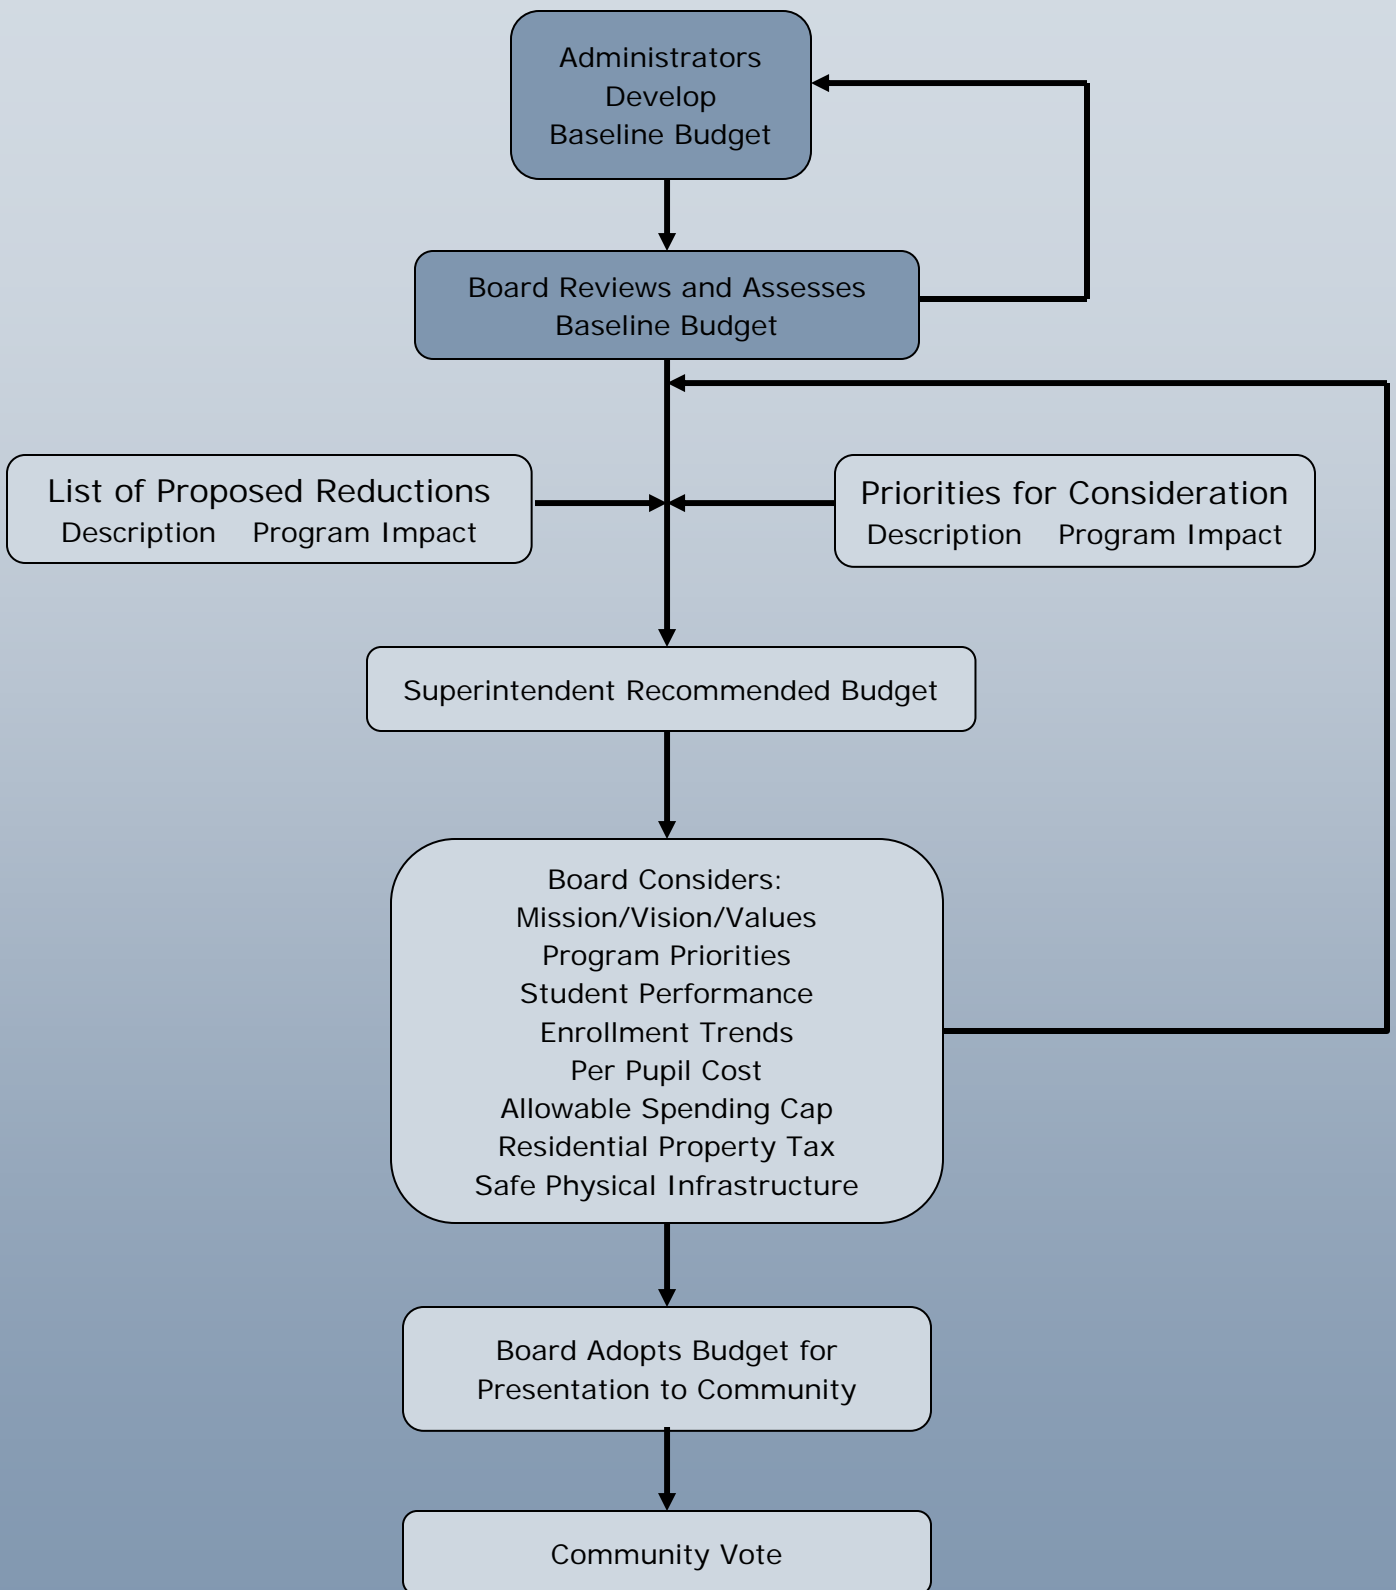 Administrators
Develop
Baseline Budget
Board Reviews and Assesses
Baseline Budget
List of Proposed Reductions
Description Program Impact
Priorities for Consideration
Description Program Impact
Superintendent Recommended Budget
Board Considers:
Mission/Vision/Values
Program Priorities
Student Performance
Enrollment Trends
Per Pupil Cost
Allowable Spending Cap
Residential Property Tax
Safe Physical Infrastructure
Board Adopts Budget for
Presentation to Community
Community Vote